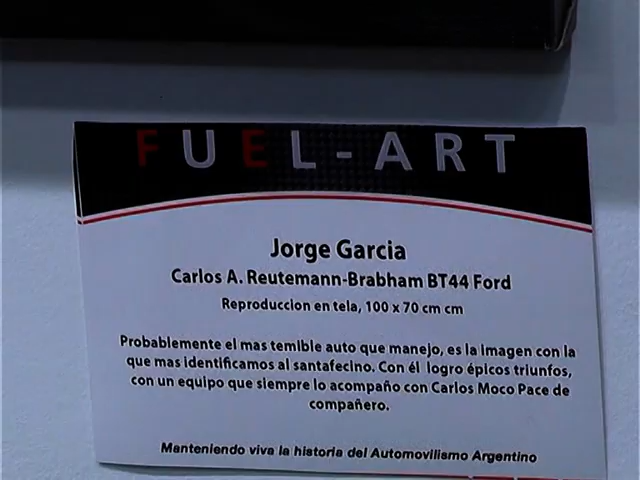 FUEL-ART
Jorge Garcia
Carlos A. Reutemann-Brabham BT44 Ford
Reproduccion en tela, 100 x 70 cm cm
Probablemente el mas temible auto que manejo, es la imagen con la
que mas identificamos al santafecino. Con él logro épicos triunfos,
con un equipo que siempre lo acompaño con Carlos Moco Pace de
compañero.
Manteniendo viva la historia del Automovilismo Argentino